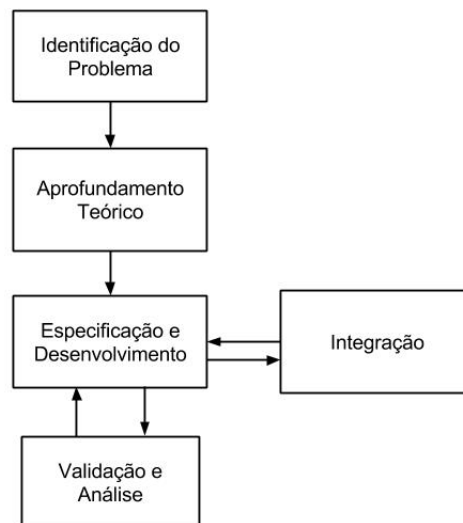 Identificação do
Problema
Aprofundamento
Teórico
Especificação e
Desenvolvimento
Integração
Validação e
Análise